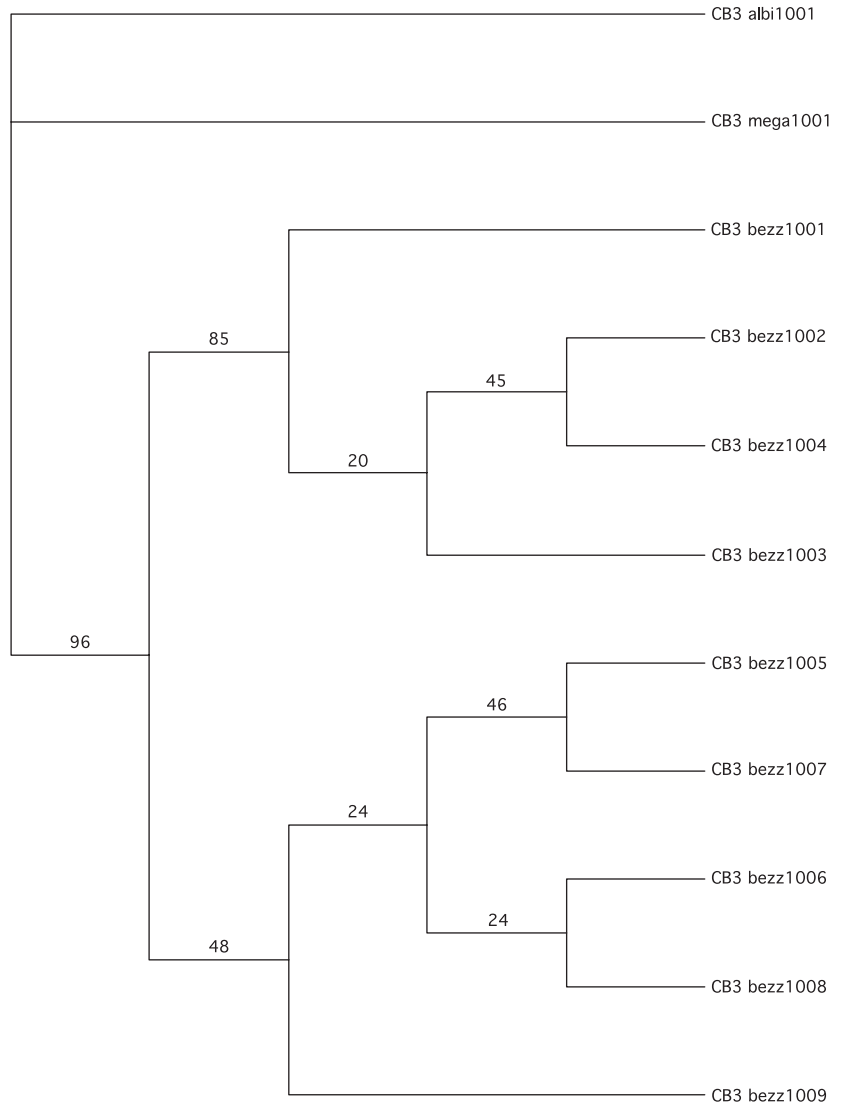 CB3 albi1001
CB3 mega1001
CB3 bezz1001
85
CB3 bezz1002
45
CB3 bezz1004
20
CB3 bezz1003
96
CB3 bezz1005
46
CB3 bezz1007
24
CB3 bezz1006
24
48
CB3 bezz1008
CB3 bezz1009